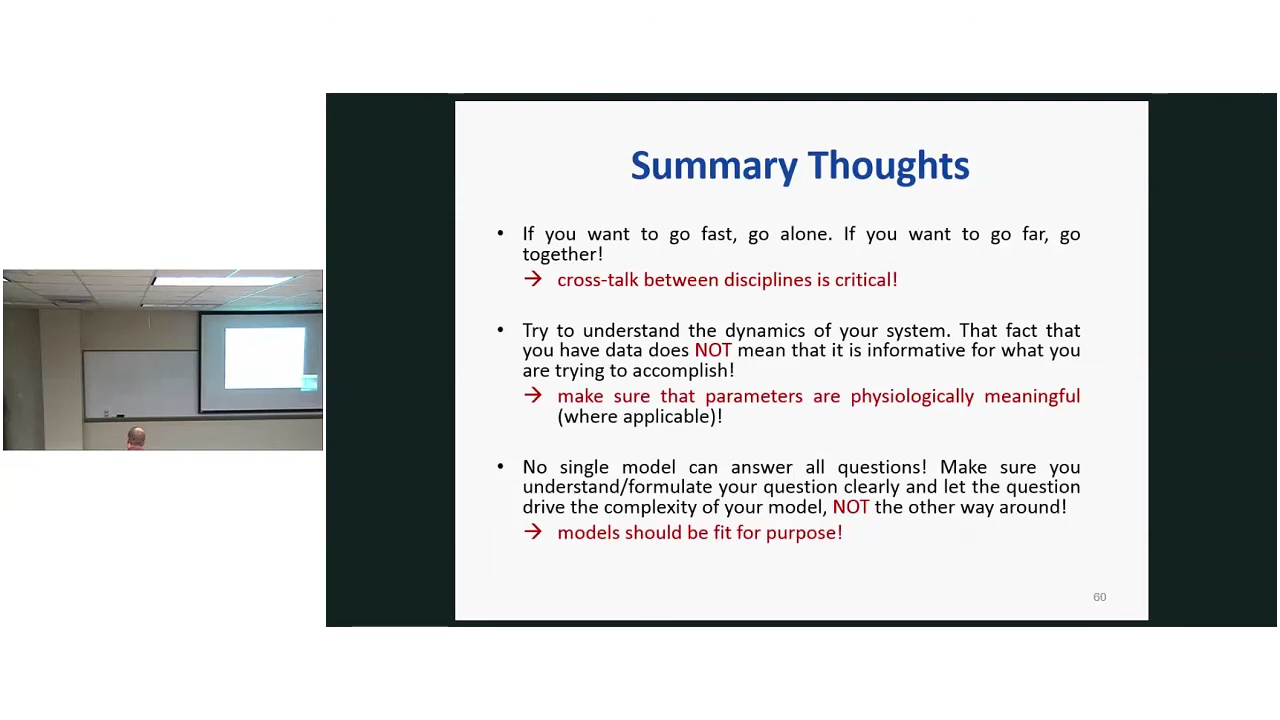 Summary Thoughts
• If you want to go fast, go alone. If you want to go far, go
together!
→ cross-talk between disciplines is critical!
• Try to understand the dynamics of your system. That fact that
you have data does NOT mean that it is informative for what you
are trying to accomplish!
→ make sure that parameters are physiologically meaningful
(where applicable)!
• No single model can answer all questions! Make sure you
understand/formulate your question clearly and let the question
drive the complexity of your model, NOT the other way around!
→ models should be fit for purpose!
60